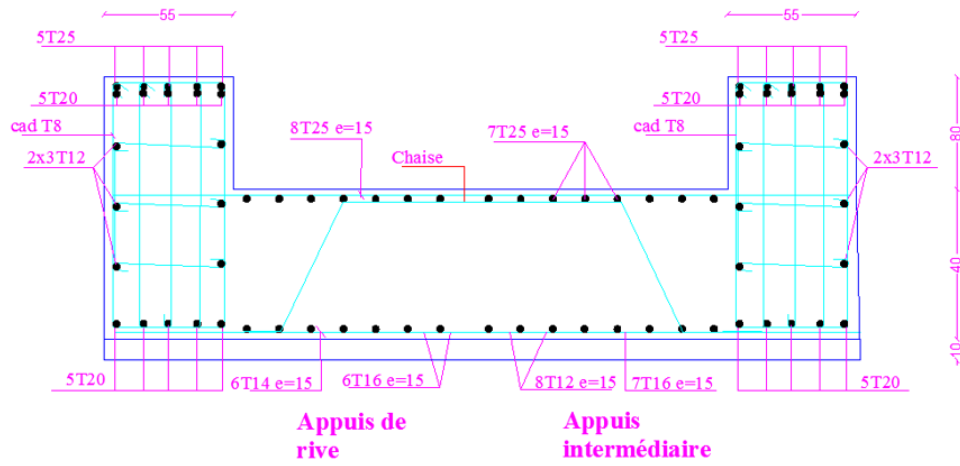 55
55
5T25
5T25
5T20
5T20
cad T8
cad T8
8T25 e=15
7T25 e=15
80
Chaise
2x3T12
2x3T12
40
10
5T20
6T14 e=15
6T16 e=15
8T12 e=15
7T16 e=15
5T20
Appuis de
rive
Appuis
intermédiaire